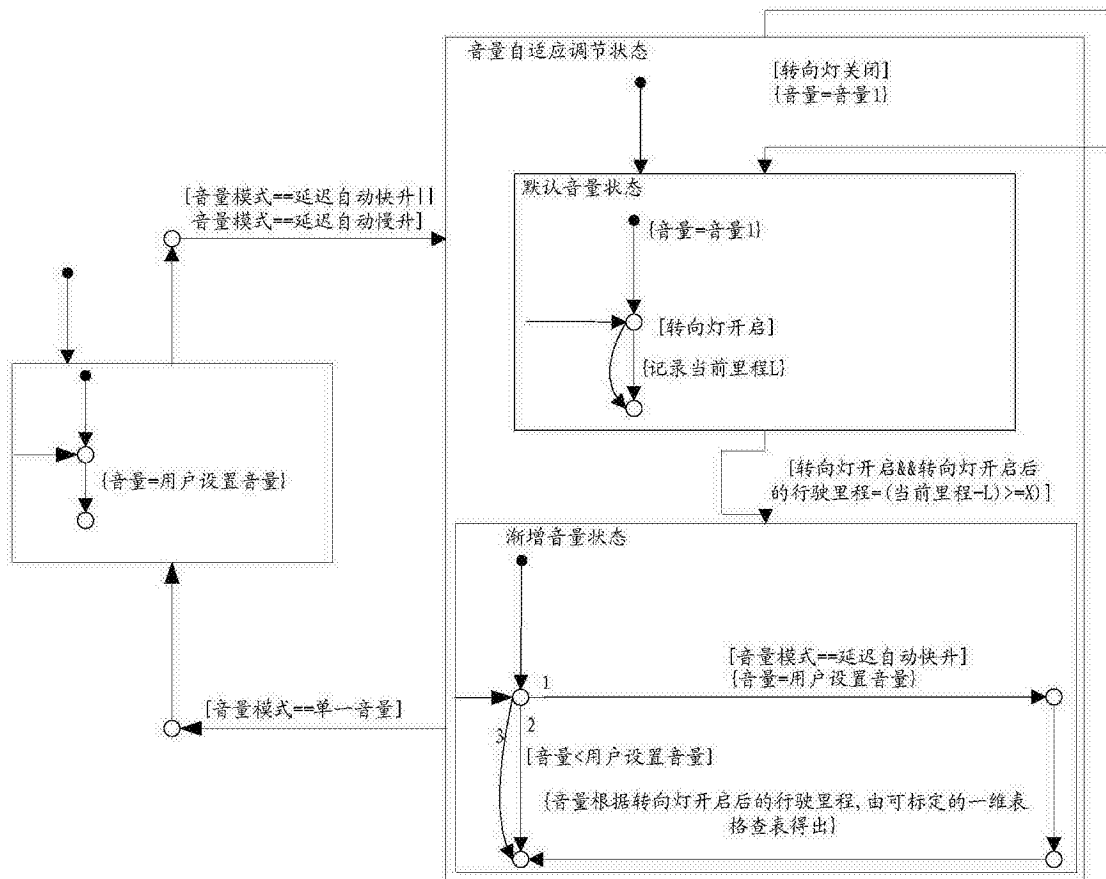 音量自适应调节状态
[转向灯关闭]
{音量=音量1}
默认音量状态
{音量=音量1}
[转向灯开启]
{记录当前里程L}
[音量模式==延迟自动快升||
音量模式==延迟自动慢升]
{音量=用户设置音量}
[转向灯开启&&转向灯开启后
的行驶里程=(当前里程-L)>=X)]
渐增音量状态
[音量模式==延迟自动快升]
{音量=用户设置音量}
1
2
3
[音量模式==单一音量]
[音量<用户设置音量]
{音量根据转向灯开启后的行驶里程,由可标定的一维表
格查表得出}